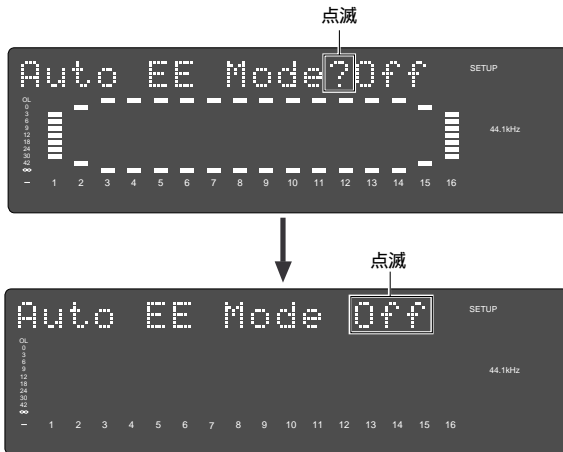 点滅
Auto EE Mode?Off
SETUP
OL
0
3
6
9
12
18
24
30
42
∞
44.1kHz
– 1 2 3 4 5 6 7 8 9 10 11 12 13 14 15 16
点滅
Auto EE Mode Off
SETUP
OL
0
3
6
9
12
18
24
30
42
∞
44.1kHz
– 1 2 3 4 5 6 7 8 9 10 11 12 13 14 15 16